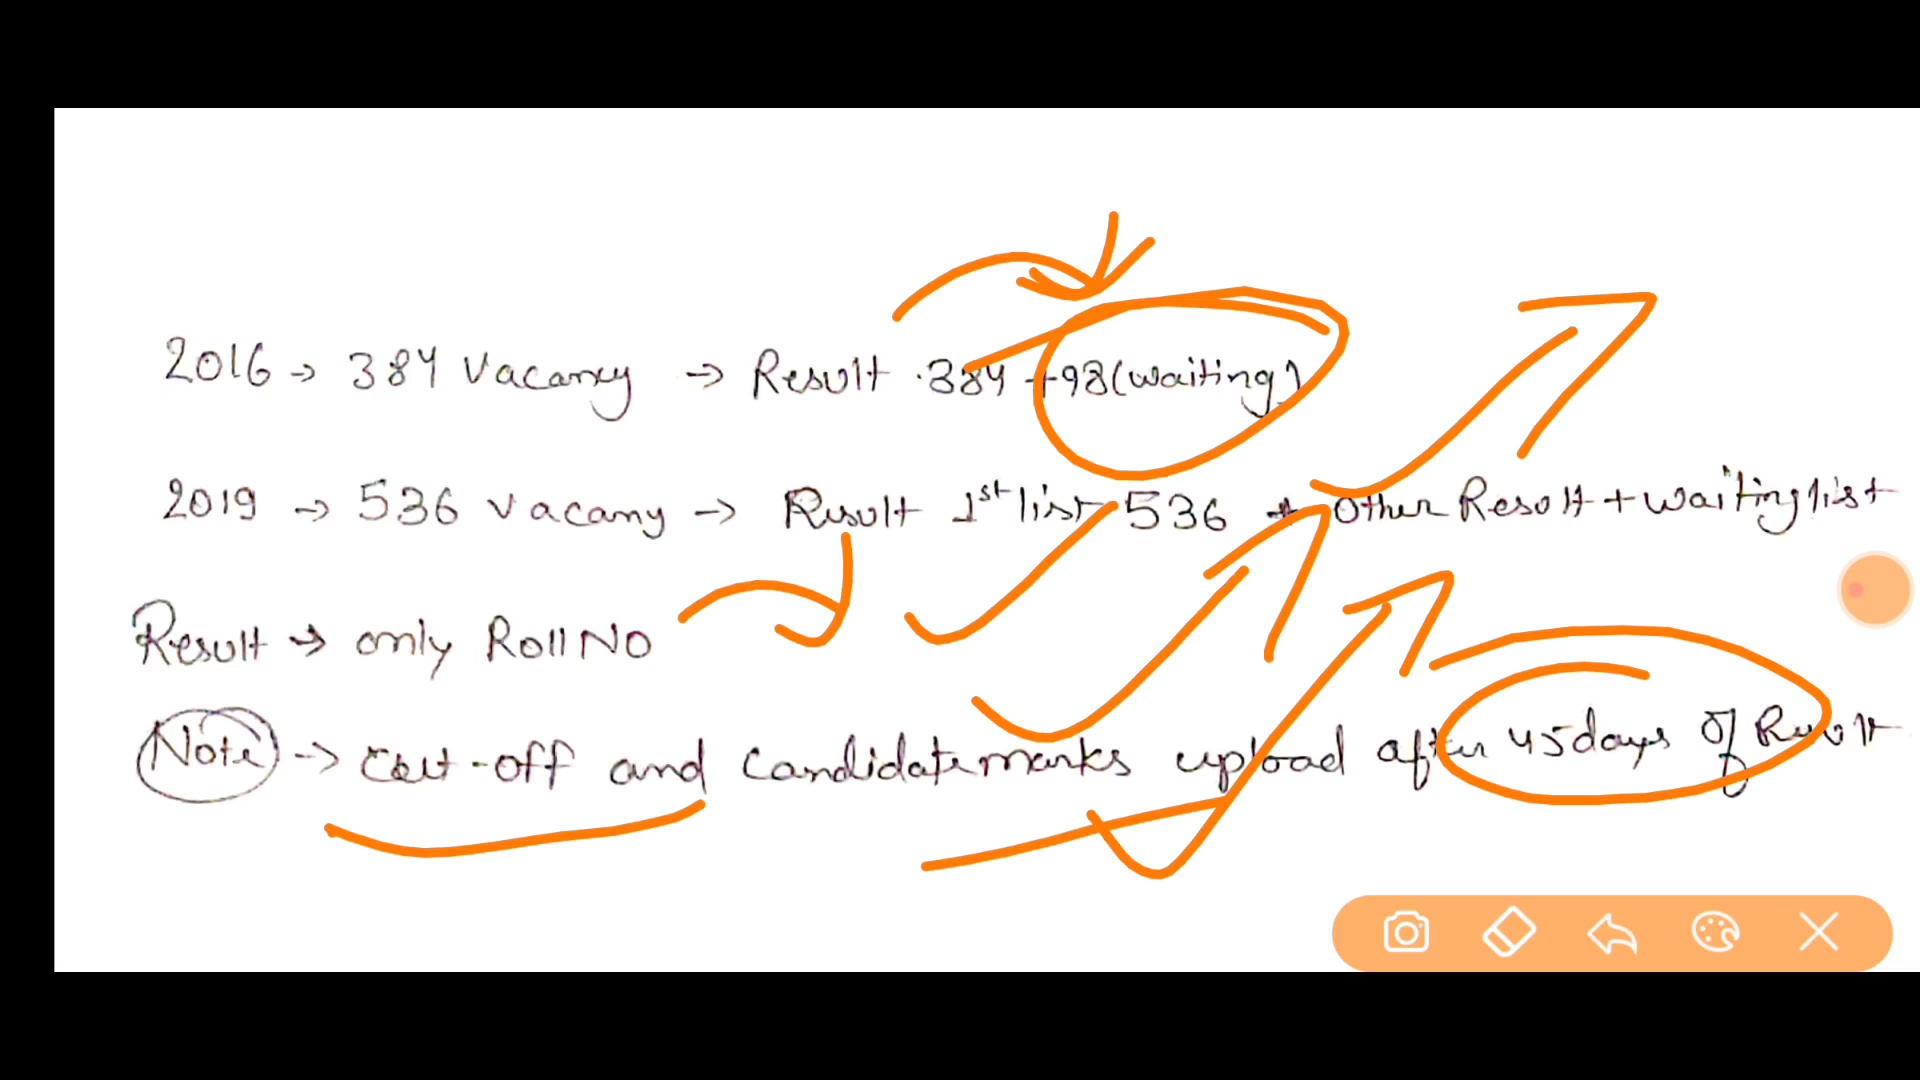 2016 → 384 Vacancy → Result 384 + 98 (waiting)
2019 → 536 vacancy → Result 1st list 536 + Other Result + waiting list
Result → only Roll NO
Note → Cut-off and Candidate marks upload after 45 days of Result